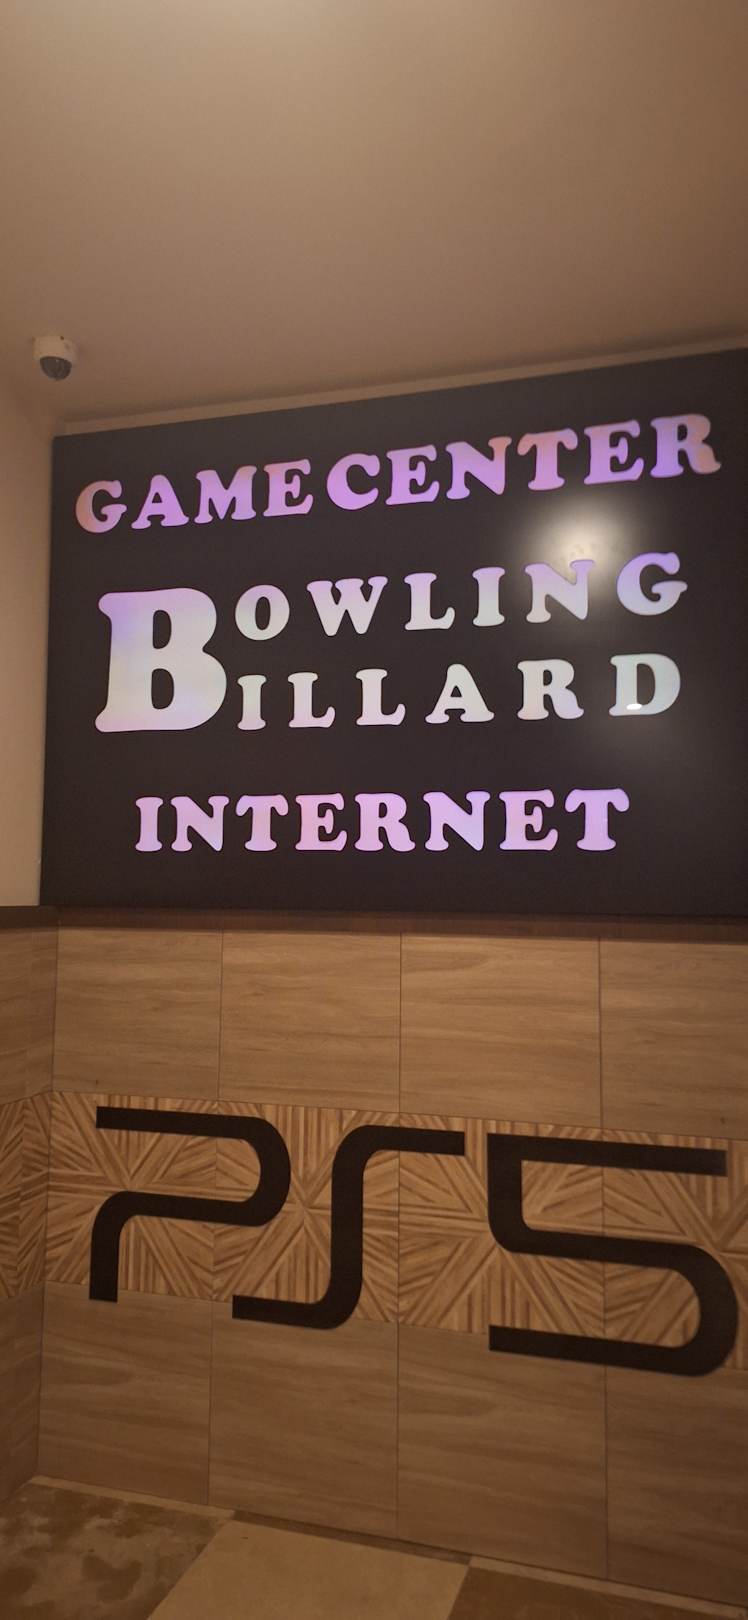 GAME CENTER
BOWLING
BILLARD
INTERNET
PS5